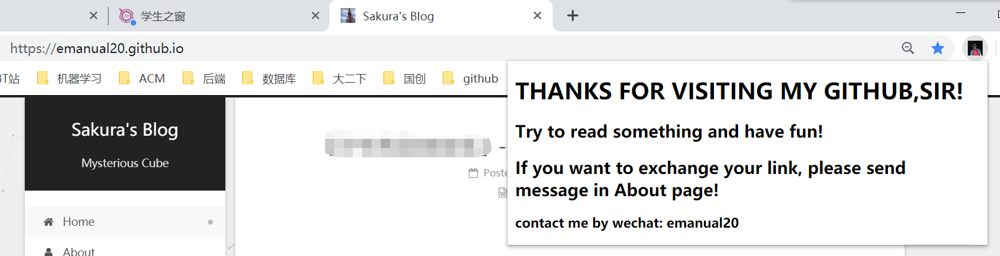 学生之窗
Sakura's Blog
https://emanual20.github.io
BT站 机器学习 ACM 后端 数据库 大二下 国创 github
THANKS FOR VISITING MY GITHUB,SIR!
Try to read something and have fun!
If you want to exchange your link, please send
message in About page!
contact me by wechat: emanual20
Sakura's Blog
Mysterious Cube
Home
About
-
Poste